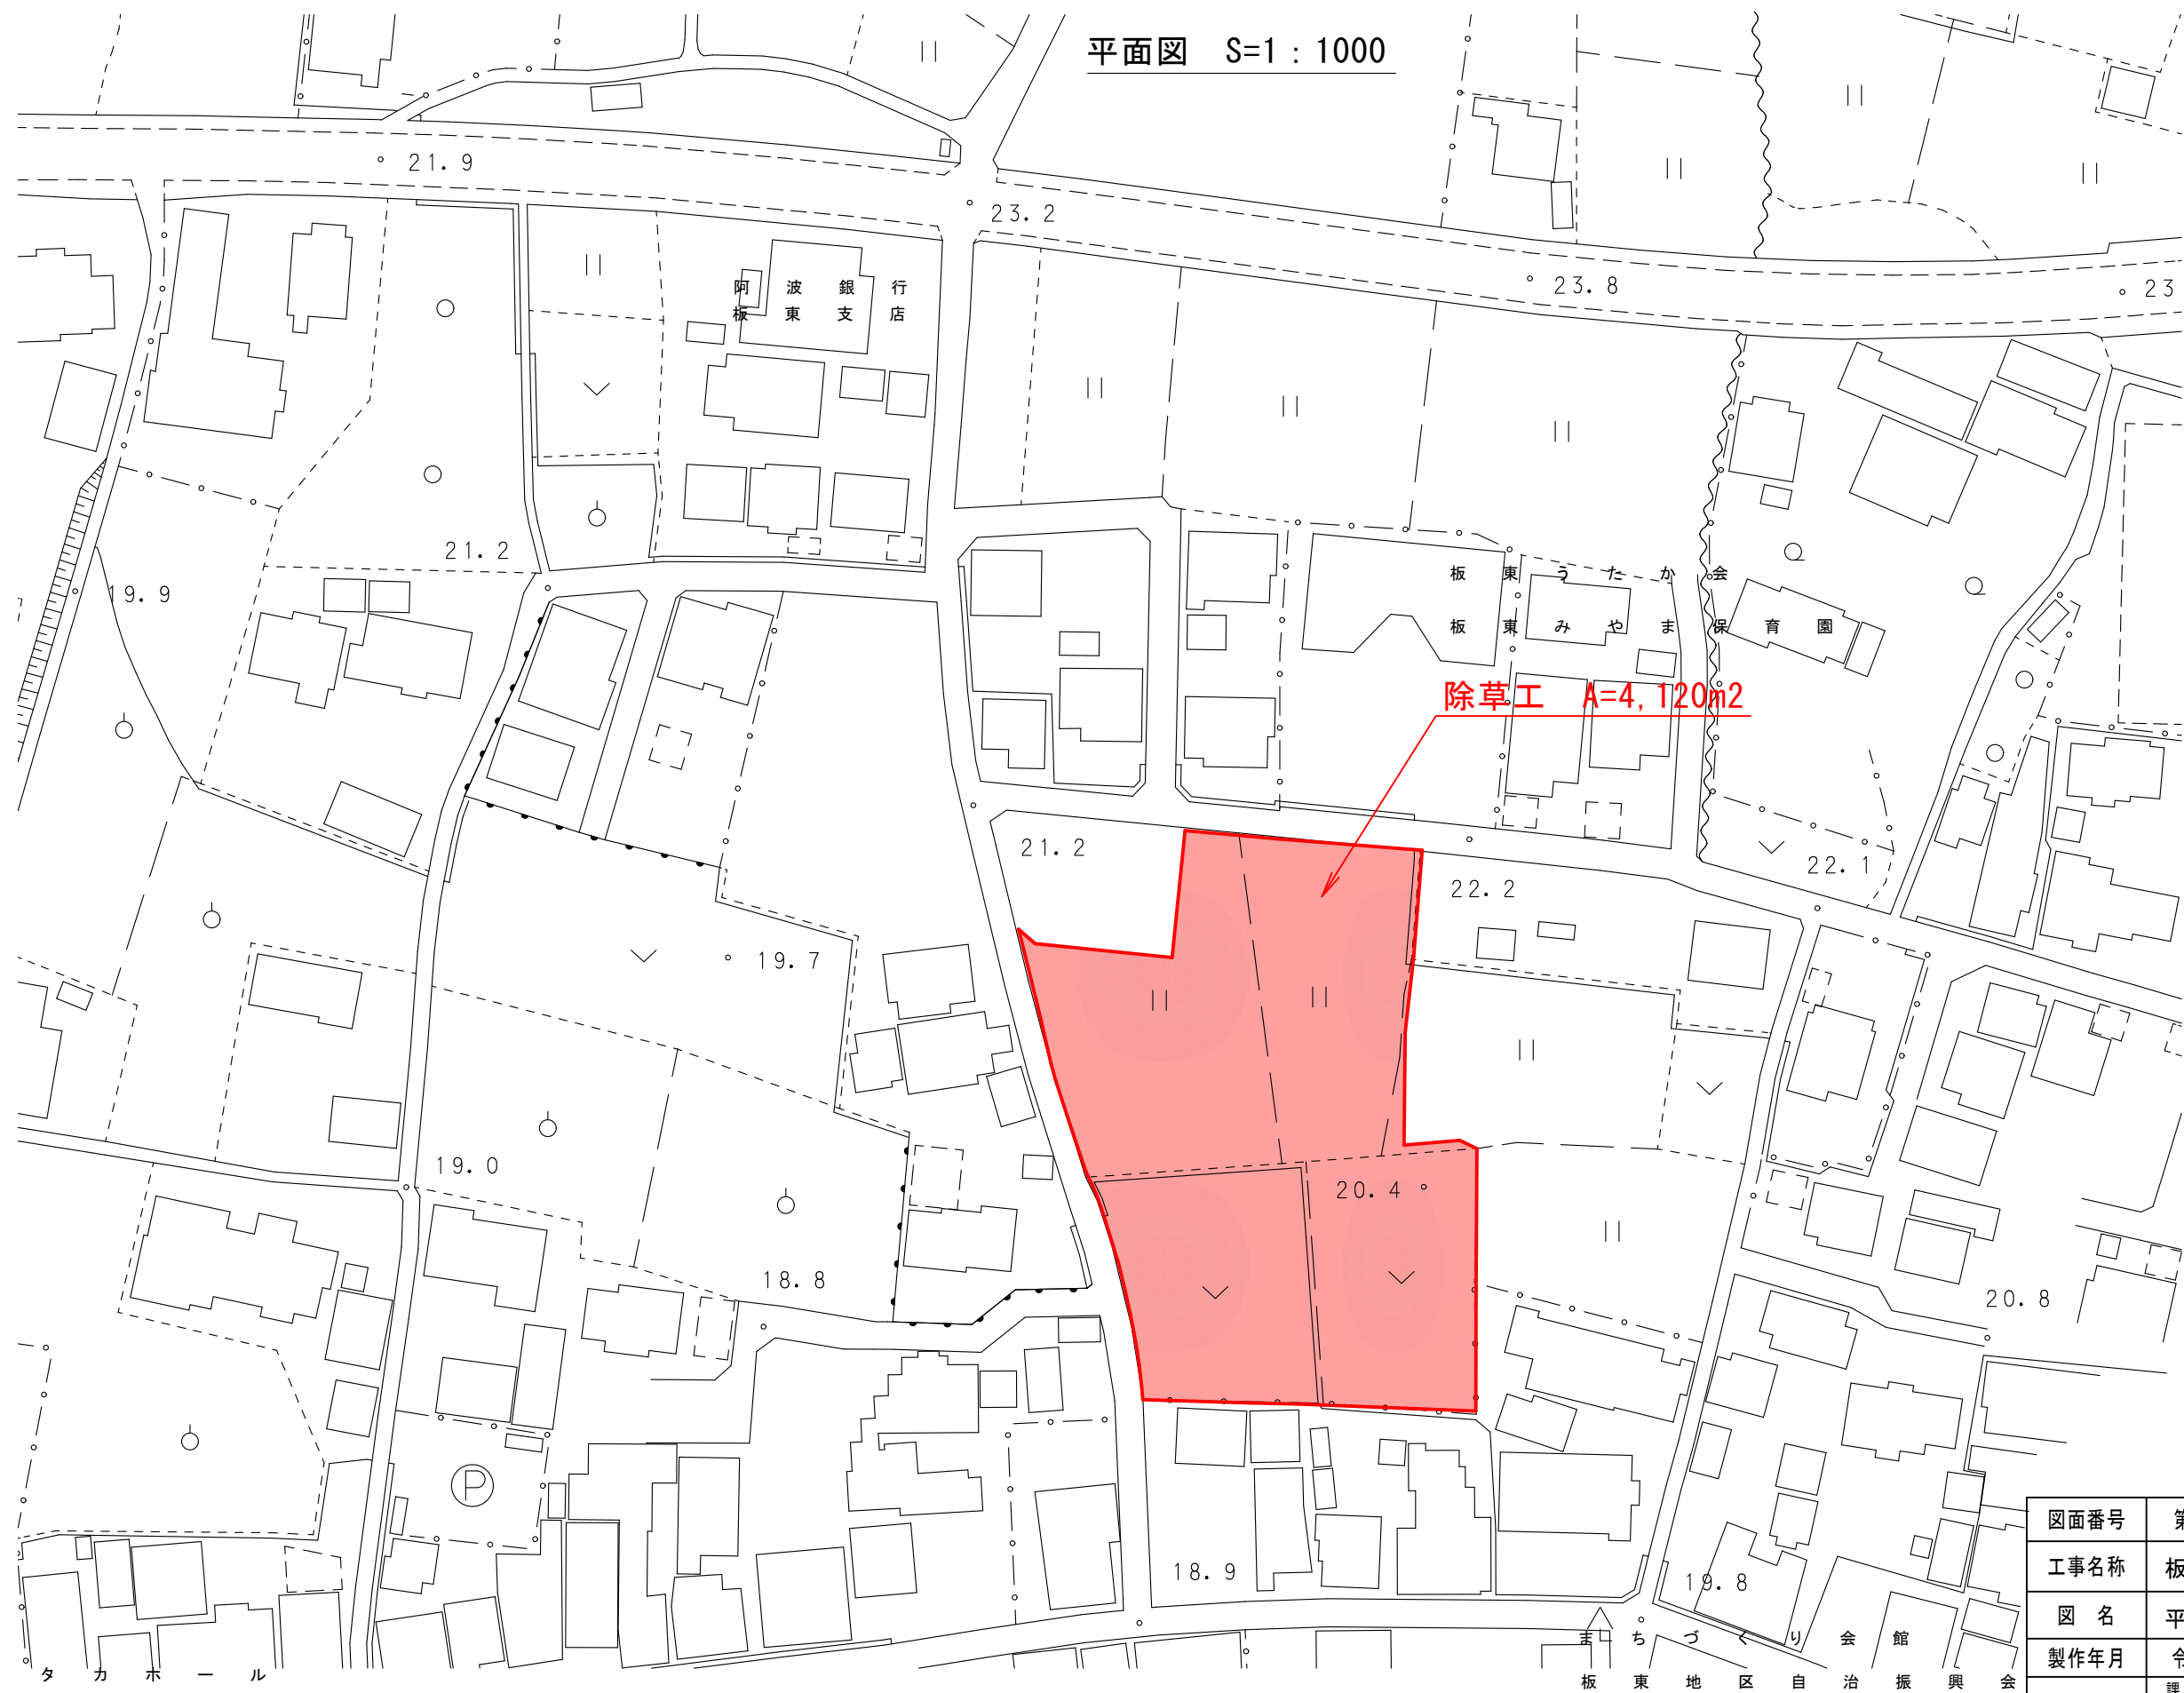 平面図　S=1：1000
21.9
23.2
23.8
23
阿波銀行
板東支店
21.2
19.9
板東うたか会
板東みやま保育園
除草工　A=4,120m2
21.2
22.2
22.1
19.7
20.4
19.0
18.8
20.8
P
18.9
19.8
図面番号　第
工事名称　板
図　名　平
製作年月　令
課
まちづくり会館
板東地区自治振興会
タカホール